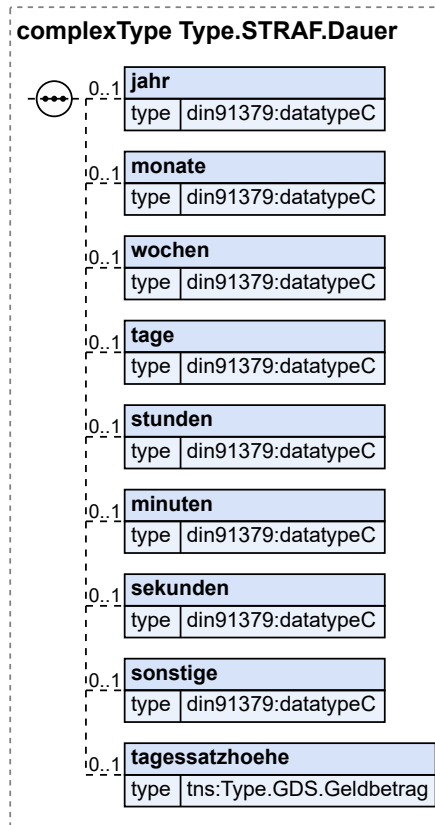 complexType Type.STRAF.Dauer
0..1 jahr
type din91379:datatypeC
0..1 monate
type din91379:datatypeC
0..1 wochen
type din91379:datatypeC
0..1 tage
type din91379:datatypeC
0..1 stunden
type din91379:datatypeC
0..1 minuten
type din91379:datatypeC
0..1 sekunden
type din91379:datatypeC
0..1 sonstige
type din91379:datatypeC
0..1 tagessatzhoehe
type tns:Type.GDS.Geldbetrag